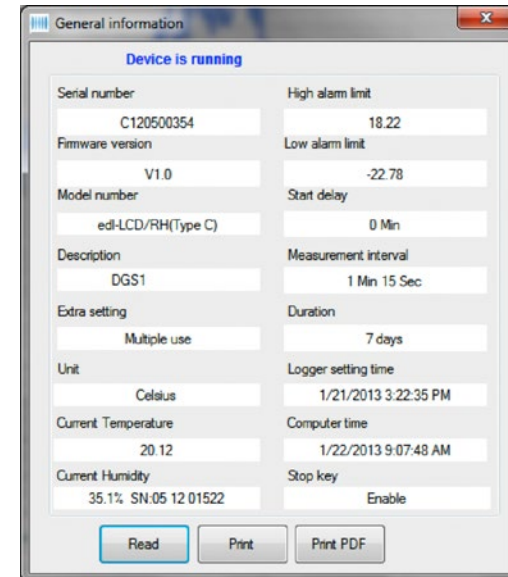 General information
Device is running
Serial number
C120500354
Firmware version
V1.0
Model number
edl-LCD/RH(Type C)
Description
DGS1
Extra setting
Multiple use
Unit
Celsius
Current Temperature
20.12
Current Humidity
35.1% SN:05 12 01522
High alarm limit
18.22
Low alarm limit
-22.78
Start delay
0 Min
Measurement interval
1 Min 15 Sec
Duration
7 days
Logger setting time
1/21/2013 3:22:35 PM
Computer time
1/22/2013 9:07:48 AM
Stop key
Enable
Read
Print
Print PDF